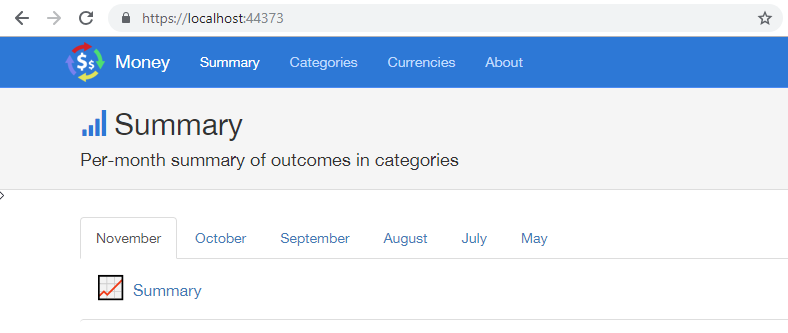 https://localhost:44373
$ $ Money Summary Categories Currencies About
Summary
Per-month summary of outcomes in categories
November October September August July May
Summary